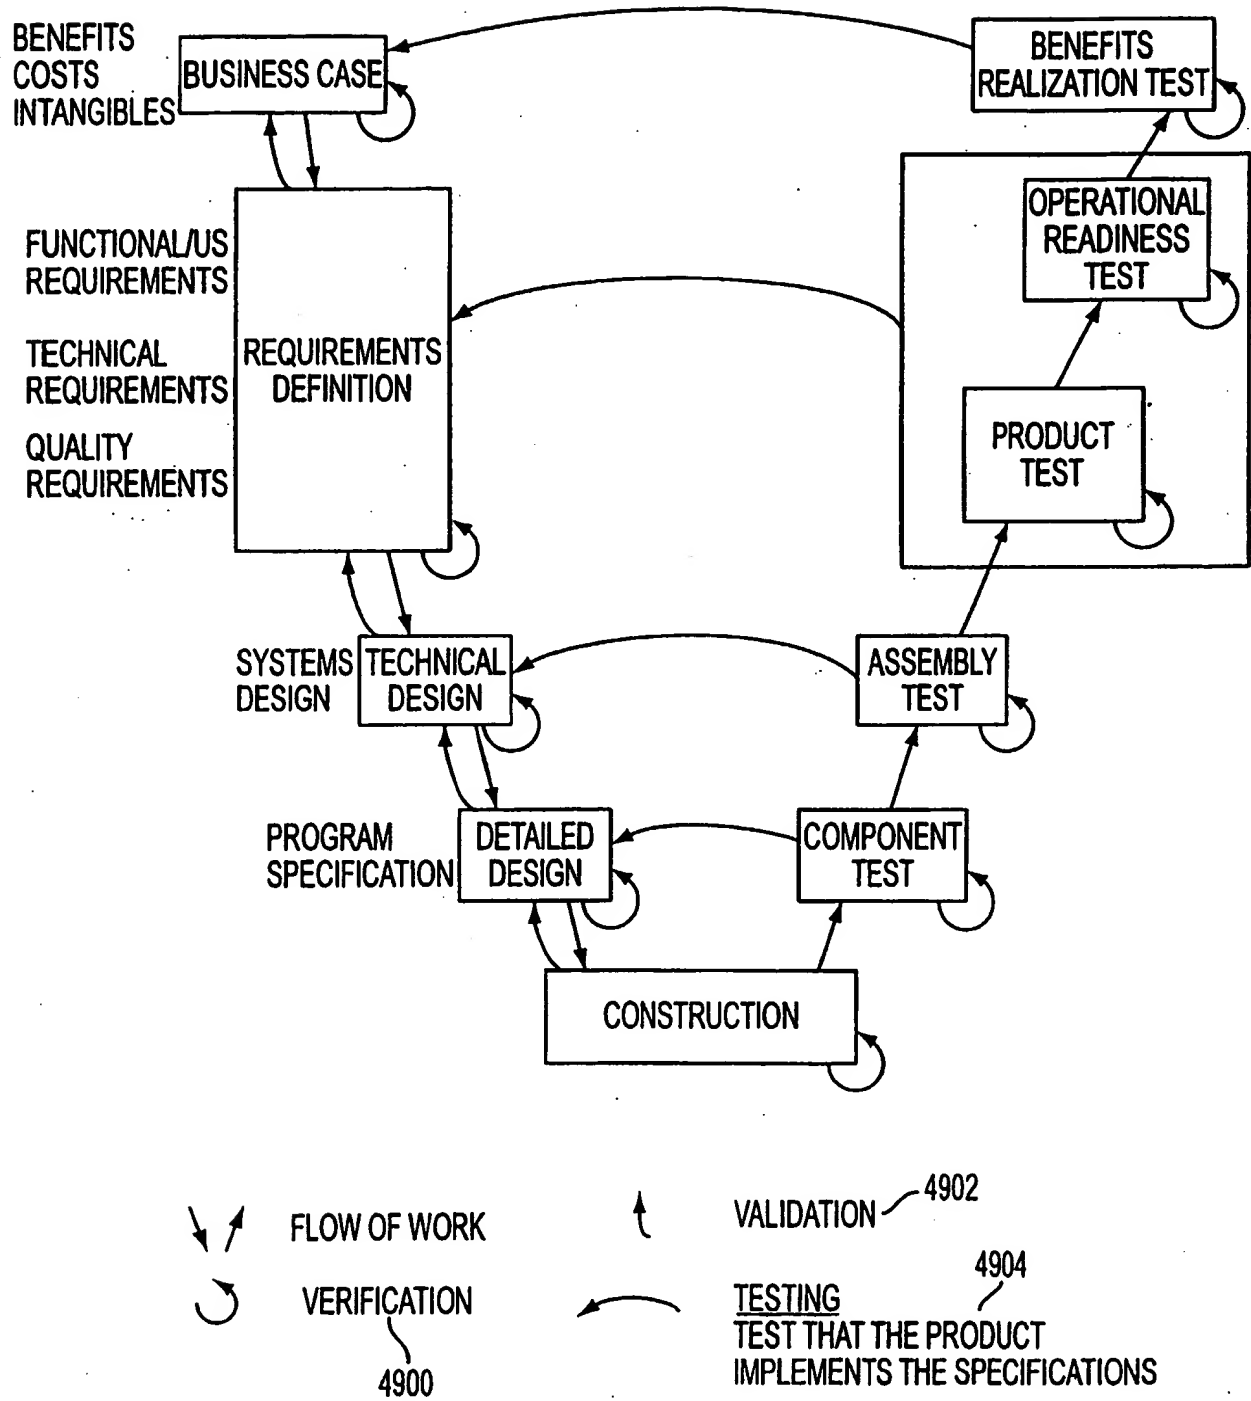 BENEFITS
COSTS
INTANGIBLES
BUSINESS CASE
BENEFITS
REALIZATION TEST
FUNCTIONAL/US
REQUIREMENTS
TECHNICAL
REQUIREMENTS
QUALITY
REQUIREMENTS
REQUIREMENTS
DEFINITION
OPERATIONAL
READINESS
TEST
PRODUCT
TEST
SYSTEMS
DESIGN
TECHNICAL
DESIGN
ASSEMBLY
TEST
PROGRAM
SPECIFICATION
DETAILED
DESIGN
COMPONENT
TEST
CONSTRUCTION
FLOW OF WORK
VERIFICATION
4900
VALIDATION
4902
4904
TESTING
TEST THAT THE PRODUCT
IMPLEMENTS THE SPECIFICATIONS